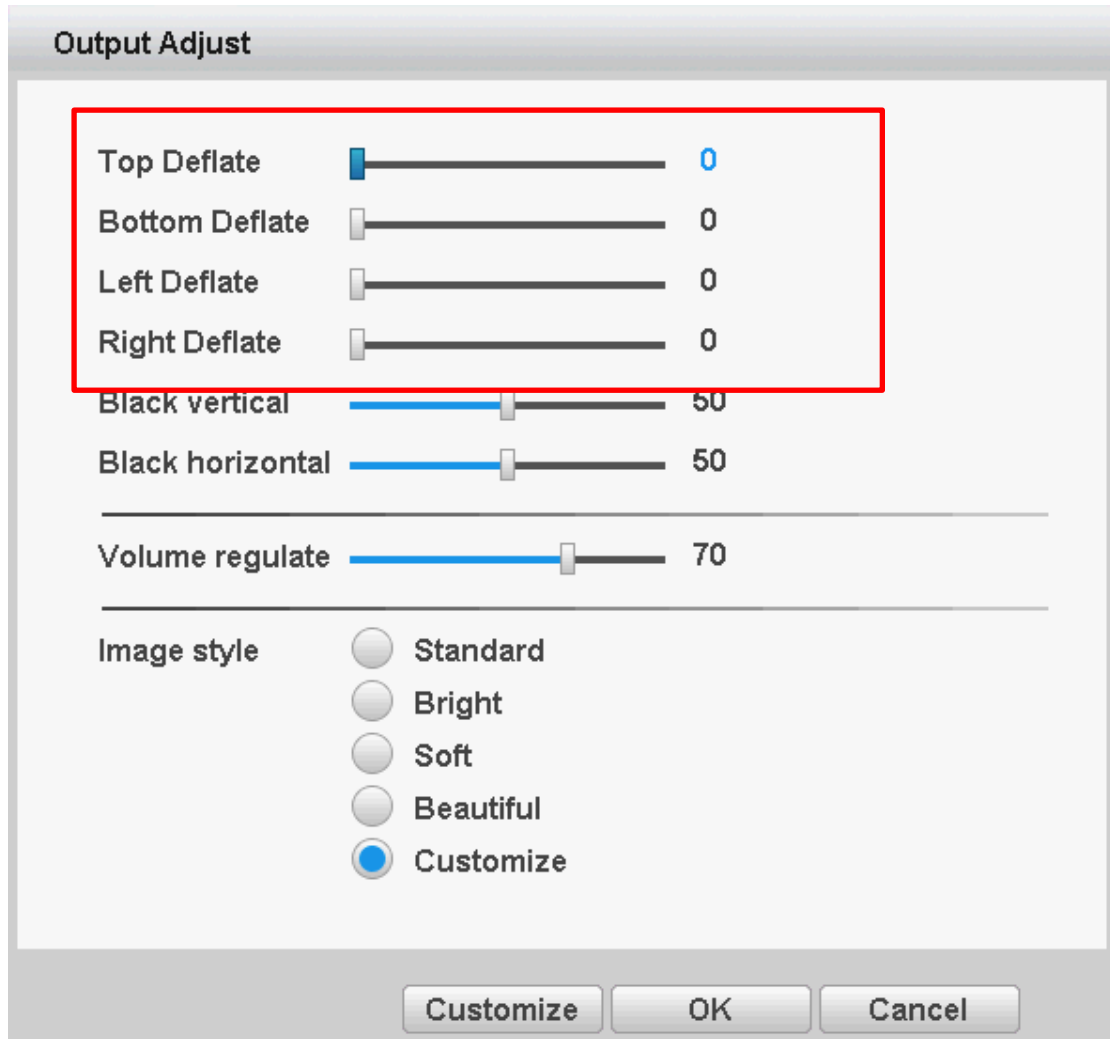 Output Adjust
Top Deflate 0
Bottom Deflate 0
Left Deflate 0
Right Deflate 0
Black vertical 50
Black horizontal 50
Volume regulate 70
Image style Standard
Bright
Soft
Beautiful
Customize
Customize OK Cancel